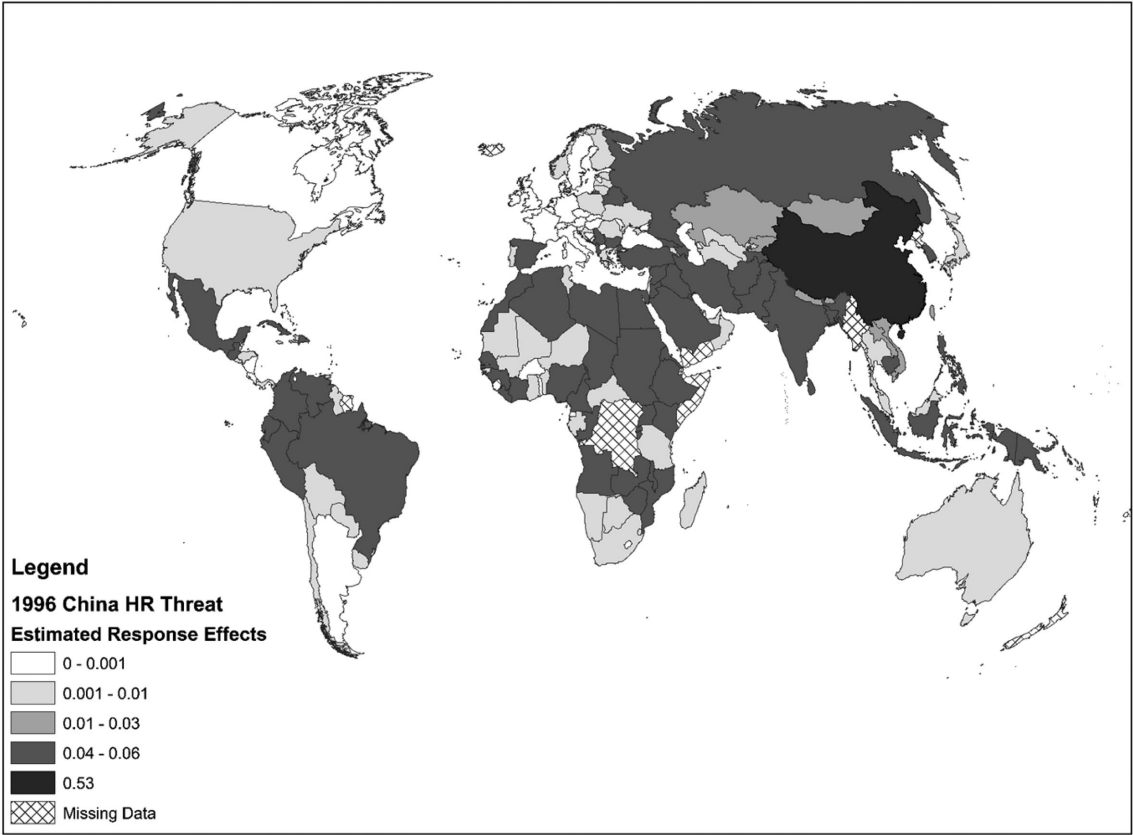 Legend
1996 China HR Threat
Estimated Response Effects
0 - 0.001
0.001 - 0.01
0.01 - 0.03
0.04 - 0.06
0.53
Missing Data